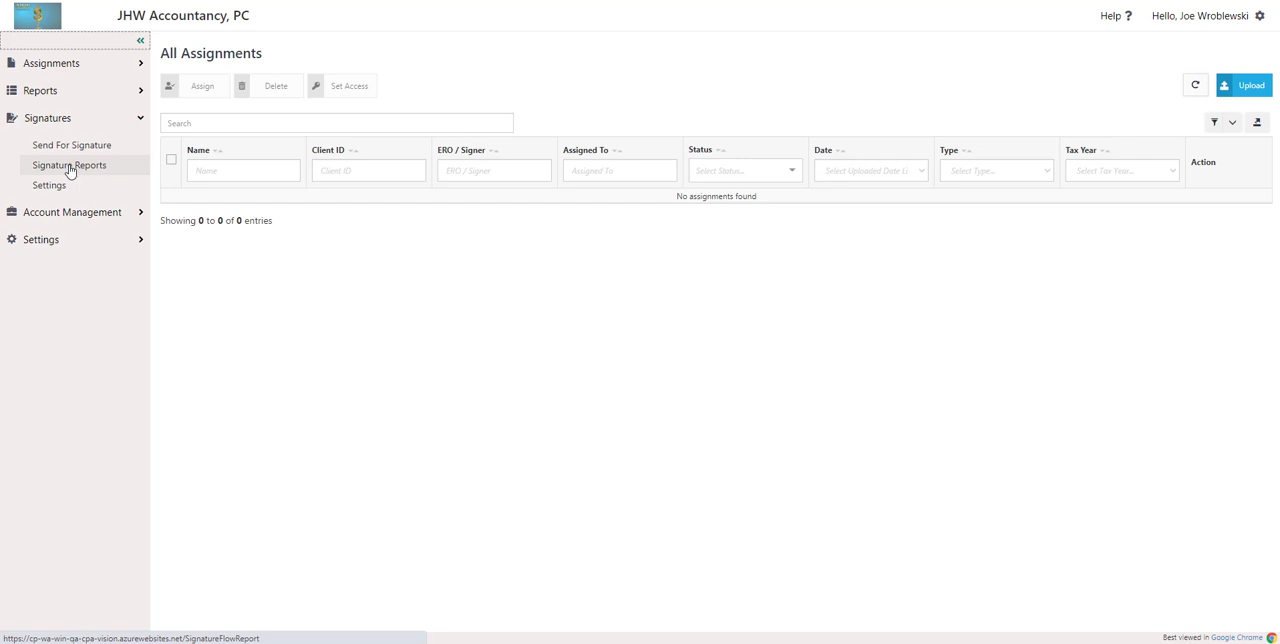 JHW Accountancy, PC
Help ?
Hello, Joe Wroblewski
Assignments
Reports
Signatures
Send For Signature
Signature Reports
Settings
Account Management
Settings
All Assignments
Assign
Delete
Set Access
Upload
Search
Name
Client ID
ERO / Signer
Assigned To
Status
Date
Type
Tax Year
Action
Name
Client ID
ERO / Signer
Assigned To
Select Status...
Select Uploaded Date (
Select Type...
Select Tax Year...
No assignments found
Showing 0 to 0 of 0 entries
https://cp-wa-win-qa-cpa-vision.azurewebsites.net/SignatureFlowReport
Best viewed in Google Chrome